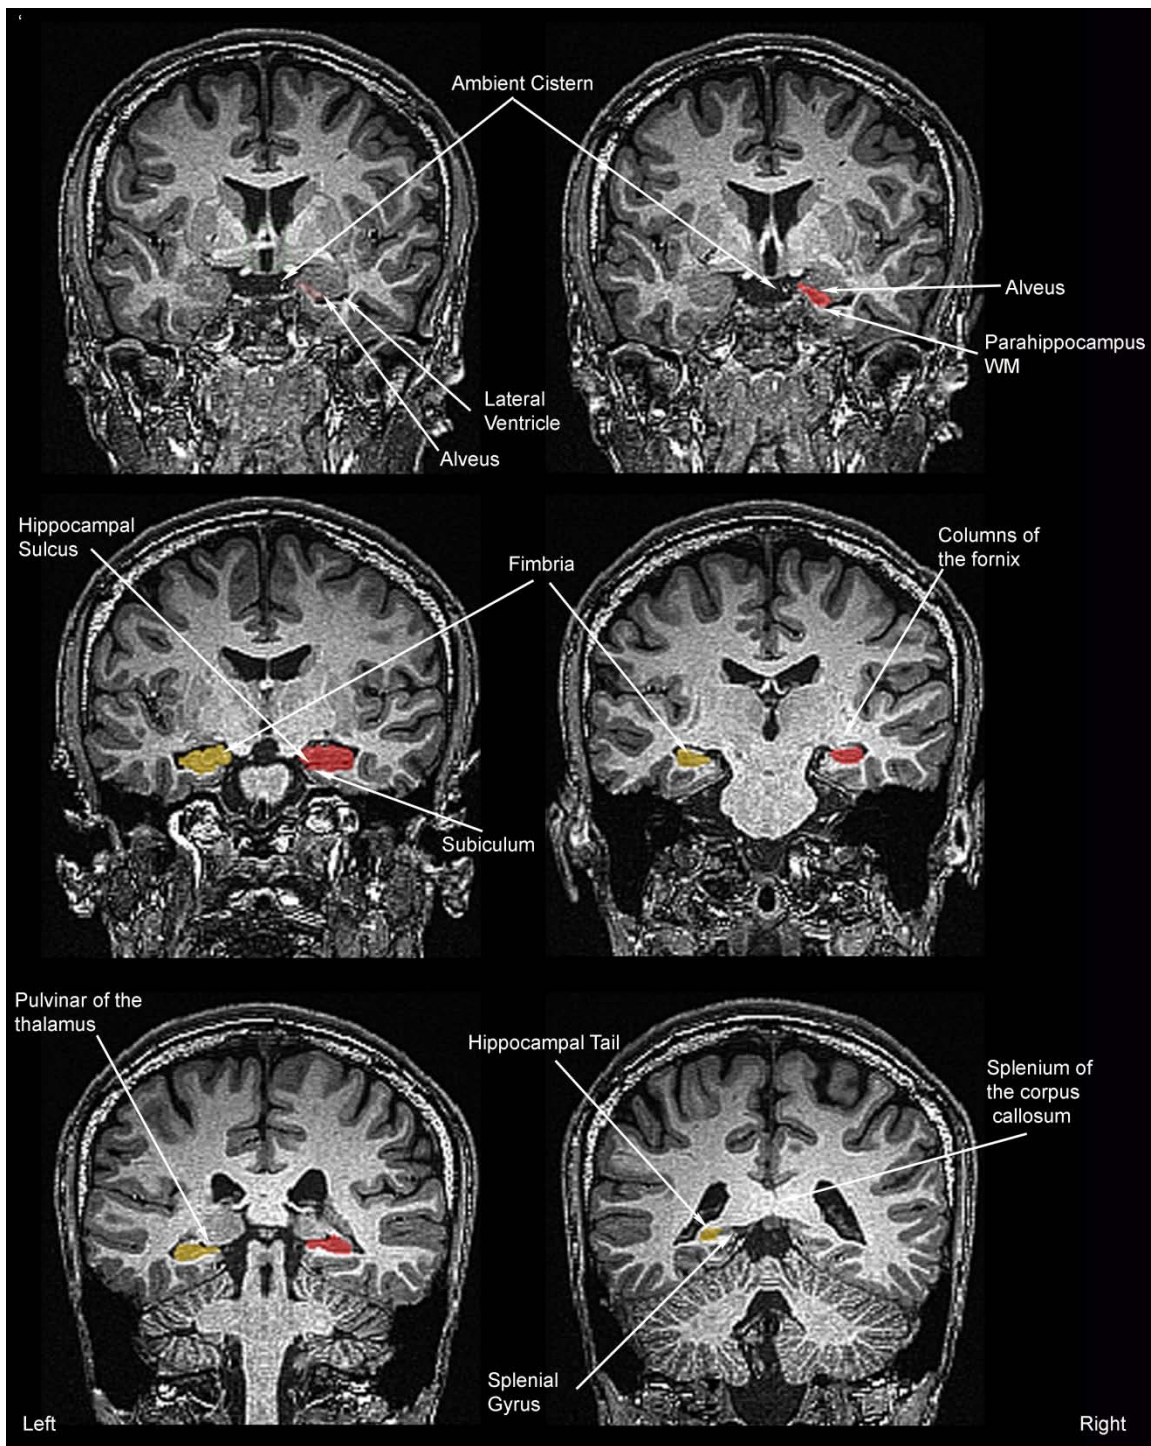 Ambient Cistern
Alveus
Parahippocampus
WM
Lateral
Ventricle
Alveus
Hippocampal
Sulcus
Fimbria
Columns of
the fornix
Subiculum
Pulvinar of the
thalamus
Hippocampal Tail
Splenium of
the corpus
callosum
Splenial
Gyrus
Left
Right